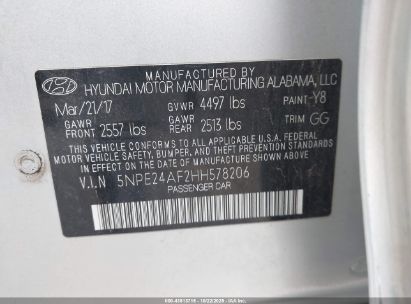 MANUFACTURED BY
HYUNDAI MOTOR MANUFACTURING ALABAMA, LLC
Mar/21/17 GVWR 4497 lbs PAINT Y8
GAWR FRONT 2557 lbs GAWR REAR 2513 lbs TRIM GG
THIS VEHICLE CONFORMS TO ALL APPLICABLE U.S.A. FEDERAL
MOTOR VEHICLE SAFETY, BUMPER, AND THEFT PREVENTION
STANDARDS IN EFFECT ON THE DATE OF MANUFACTURE
SHOWN ABOVE.
V.I.N 5NPE24AF2HH578206
PASSENGER CAR